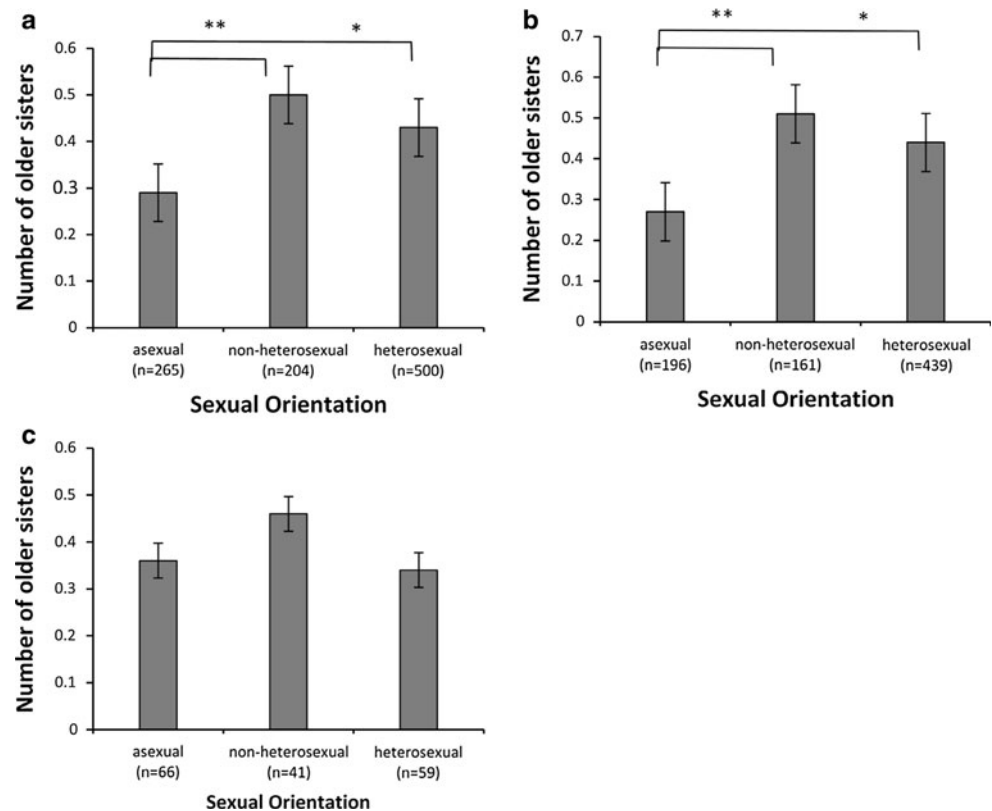 a
** *
Number of older sisters
0.6
0.5
0.4
0.3
0.2
0.1
0
asexual non-heterosexual heterosexual
(n=265) (n=204) (n=500)
Sexual Orientation
b
** *
Number of older sisters
0.7
0.6
0.5
0.4
0.3
0.2
0.1
0
asexual non-heterosexual heterosexual
(n=196) (n=161) (n=439)
Sexual Orientation
c
Number of older sisters
0.6
0.5
0.4
0.3
0.2
0.1
0
asexual non-heterosexual heterosexual
(n=66) (n=41) (n=59)
Sexual Orientation